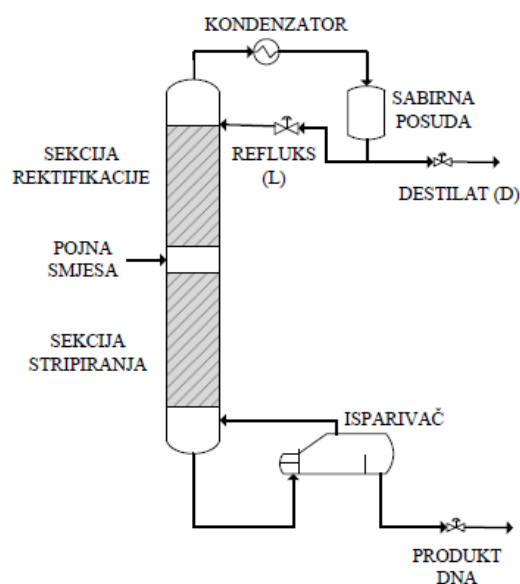 KONDENZATOR
SABIRNA
POSUDA
SEKCIJA
REKTIFIKACIJE
REFLUKS
(L)
DESTILAT (D)
POJNA
SMJESA
SEKCIJA
STRIPIRANJA
ISPARIVAČ
PRODUKT
DNA